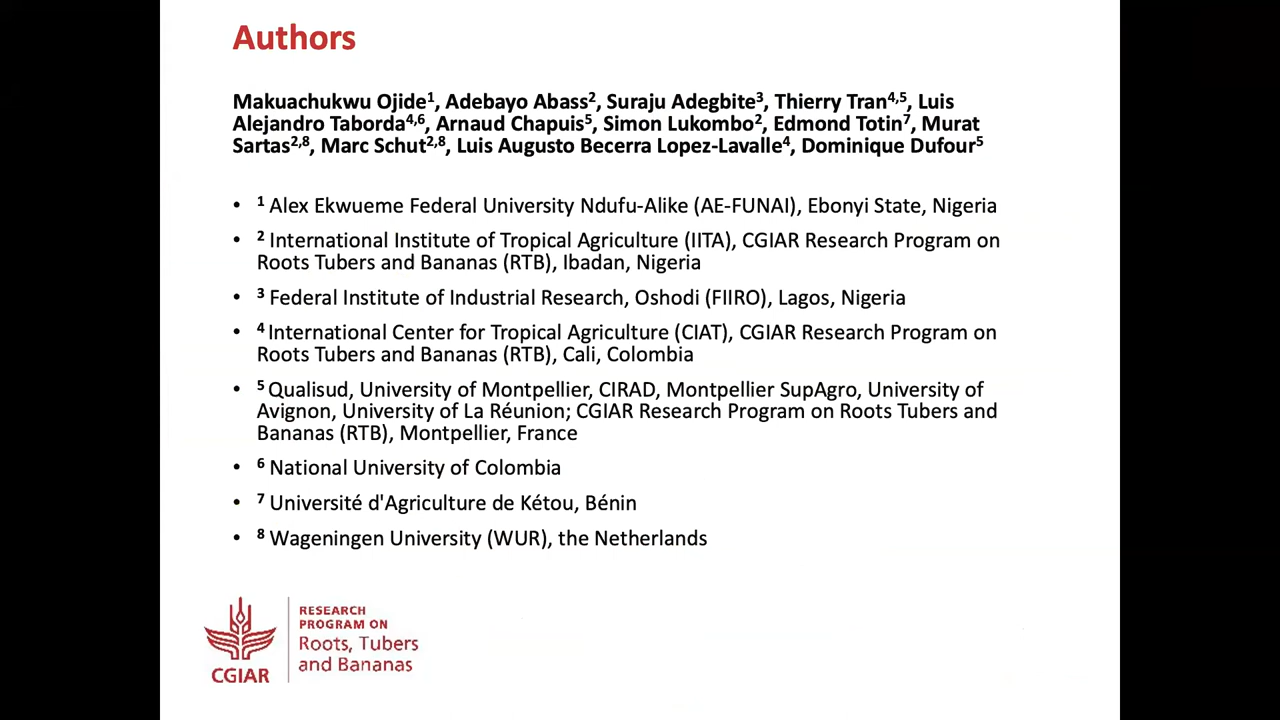 Authors
Makuachukwu Ojide¹, Adebayo Abass², Suraju Adegbite³, Thierry Tran⁴,⁵, Luis
Alejandro Taborda⁴,⁶, Arnaud Chapuis⁵, Simon Lukombo², Edmond Totin⁷, Murat
Sartas²,⁸, Marc Schut²,⁸, Luis Augusto Becerra Lopez-Lavalle⁴, Dominique Dufour⁵
• ¹ Alex Ekwueme Federal University Ndufu-Alike (AE-FUNAI), Ebonyi State, Nigeria
• ² International Institute of Tropical Agriculture (IITA), CGIAR Research Program on
Roots Tubers and Bananas (RTB), Ibadan, Nigeria
• ³ Federal Institute of Industrial Research, Oshodi (FIIRO), Lagos, Nigeria
• ⁴ International Center for Tropical Agriculture (CIAT), CGIAR Research Program on
Roots Tubers and Bananas (RTB), Cali, Colombia
• ⁵ Qualisud, University of Montpellier, CIRAD, Montpellier SupAgro, University of
Avignon, University of La Réunion; CGIAR Research Program on Roots Tubers and
Bananas (RTB), Montpellier, France
• ⁶ National University of Colombia
• ⁷ Université d'Agriculture de Kétou, Bénin
• ⁸ Wageningen University (WUR), the Netherlands
CGIAR
RESEARCH
PROGRAM ON
Roots, Tubers
and Bananas